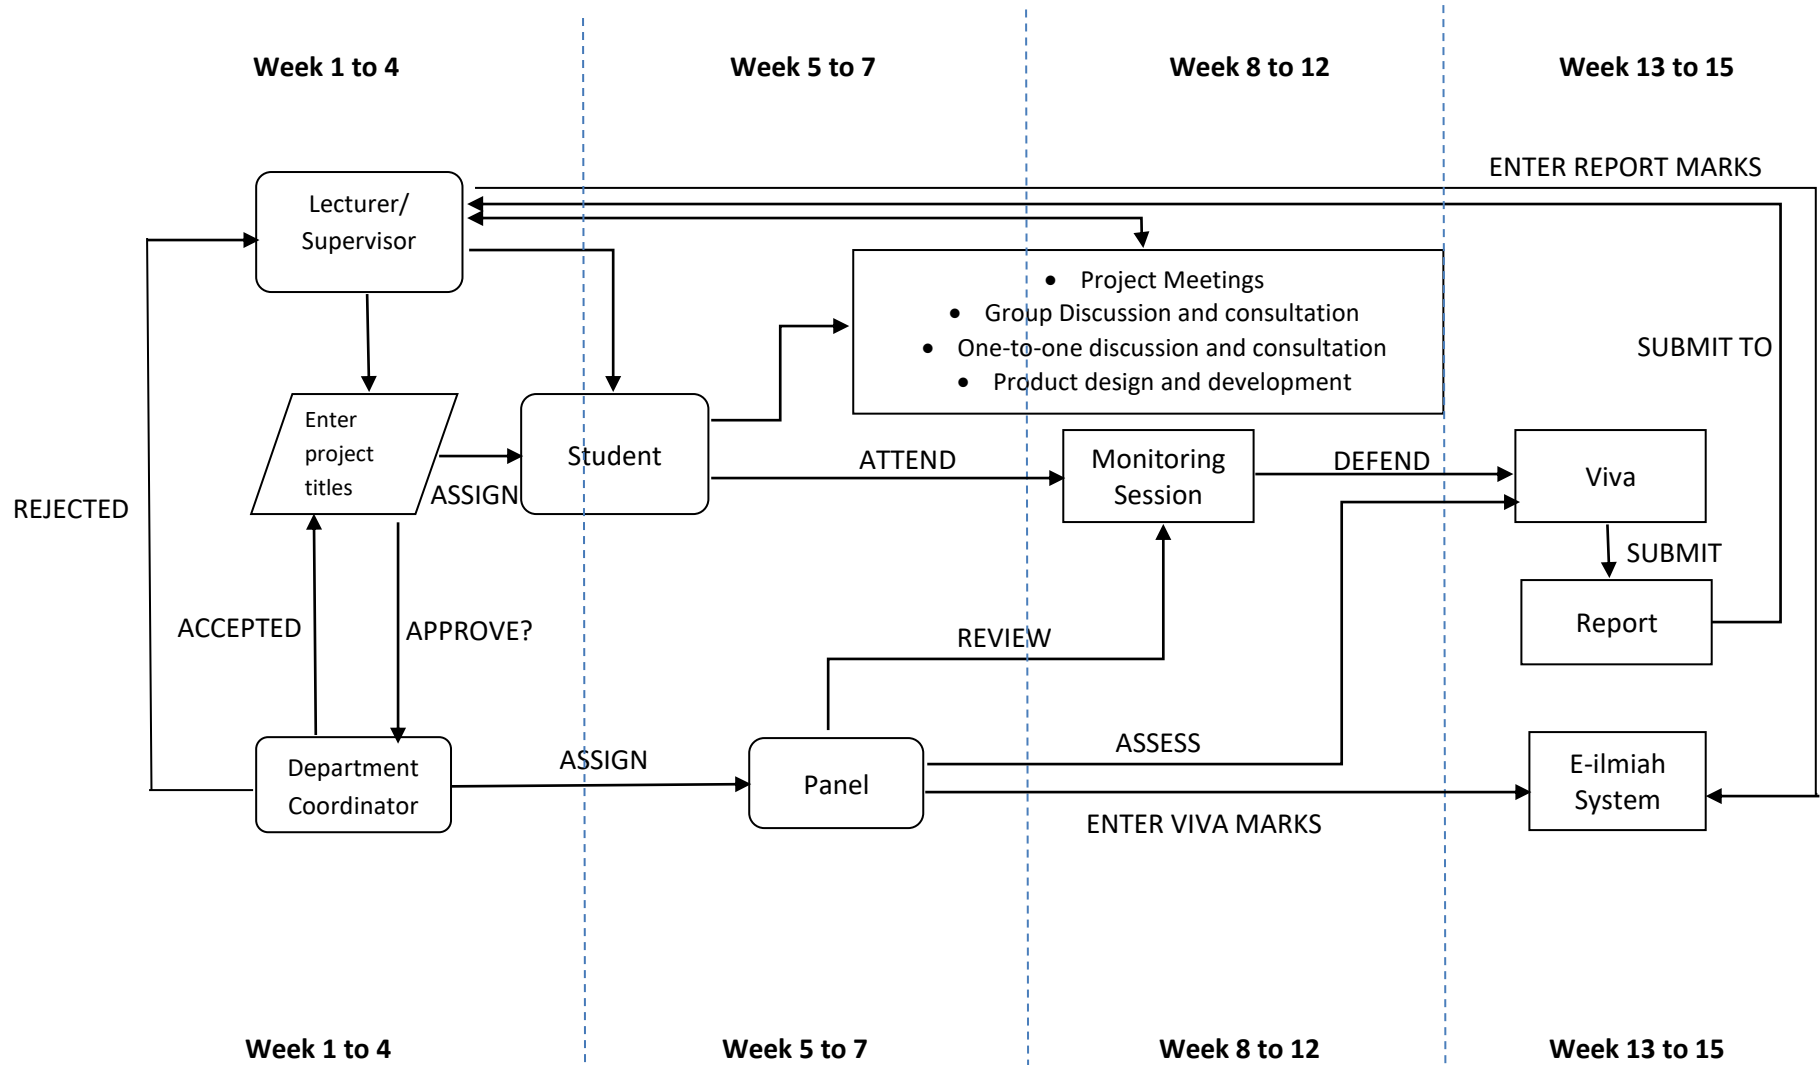 Week 1 to 4
Week 5 to 7
Week 8 to 12
Week 13 to 15
ENTER REPORT MARKS
Lecturer/
Supervisor
• Project Meetings
• Group Discussion and consultation
• One-to-one discussion and consultation
• Product design and development
SUBMIT TO
Enter
project
titles
ASSIGN
Student
ATTEND
Monitoring
Session
DEFEND
Viva
REJECTED
SUBMIT
Report
ACCEPTED
APPROVE?
REVIEW
Department
Coordinator
ASSIGN
Panel
ASSESS
ENTER VIVA MARKS
E-ilmiah
System
Week 1 to 4
Week 5 to 7
Week 8 to 12
Week 13 to 15